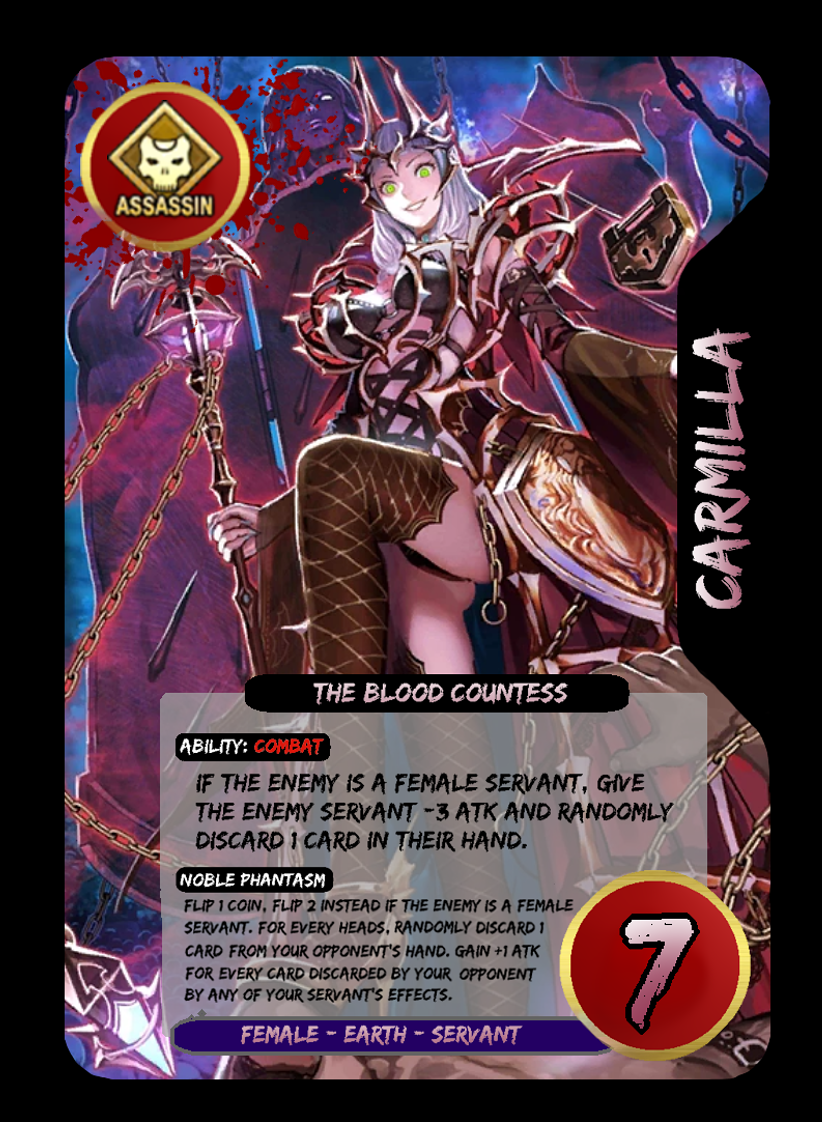 ASSASSIN
CARMILLA
THE BLOOD COUNTESS
ABILITY: COMBAT
IF THE ENEMY IS A FEMALE SERVANT, GIVE
THE ENEMY SERVANT -3 ATK AND RANDOMLY
DISCARD 1 CARD IN THEIR HAND.
NOBLE PHANTASM
FLIP 1 COIN, FLIP 2 INSTEAD IF THE ENEMY IS A FEMALE
SERVANT. FOR EVERY HEADS, RANDOMLY DISCARD 1
CARD FROM YOUR OPPONENT'S HAND. GAIN +1 ATK
FOR EVERY CARD DISCARDED BY YOUR OPPONENT
BY ANY OF YOUR SERVANT'S EFFECTS.
7
FEMALE - EARTH - SERVANT